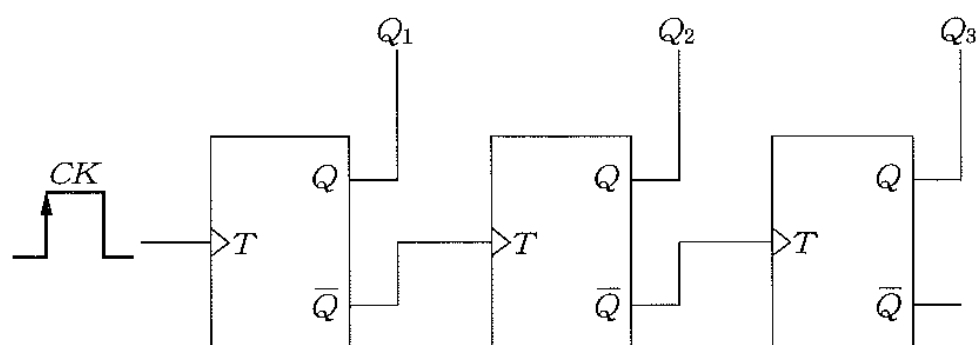 Q₁ Q₂ Q₃
CK Q Q Q
T T T
Q̅ Q̅ Q̅